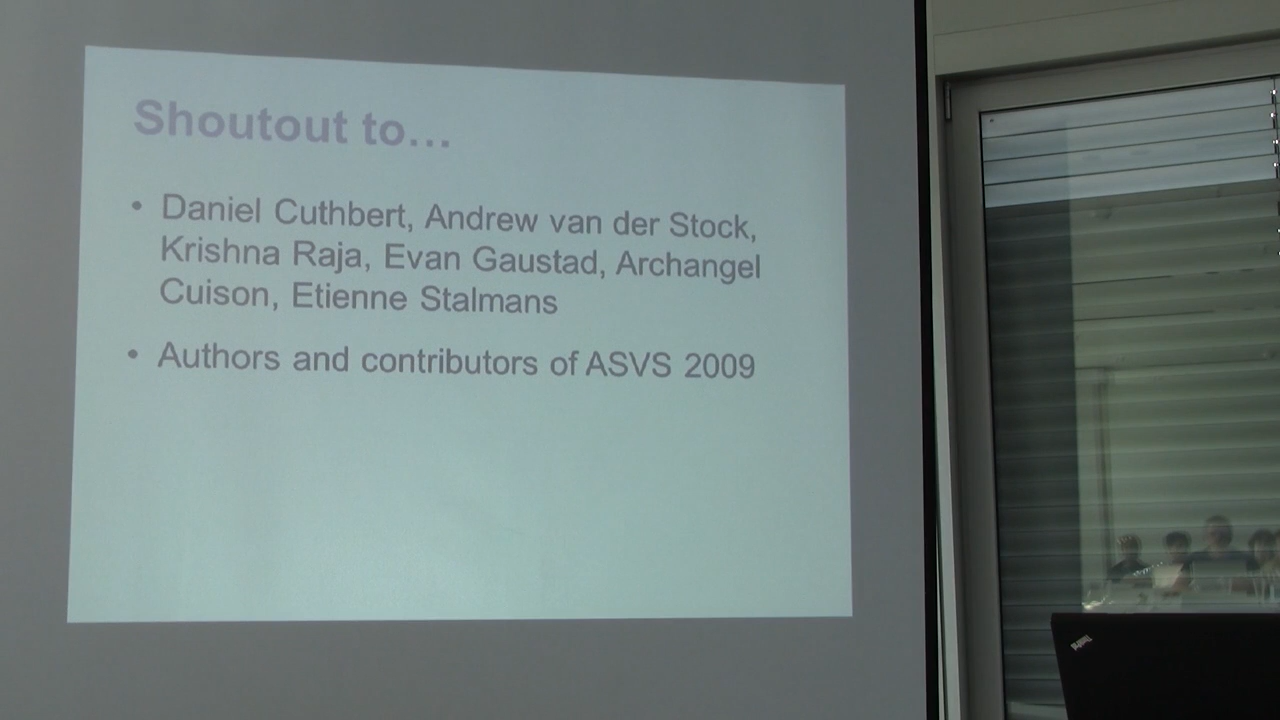 Shoutout to...
• Daniel Cuthbert, Andrew van der Stock,
Krishna Raja, Evan Gaustad, Archangel
Cuison, Etienne Stalmans
• Authors and contributors of ASVS 2009